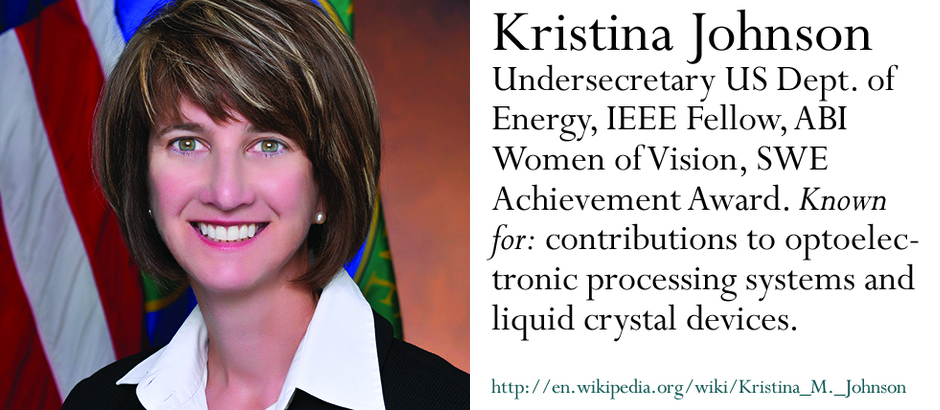 Kristina Johnson
Undersecretary US Dept. of
Energy, IEEE Fellow, ABI
Women of Vision, SWE
Achievement Award. Known
for: contributions to optoelec-
tronic processing systems and
liquid crystal devices.
http://en.wikipedia.org/wiki/Kristina_M._Johnson